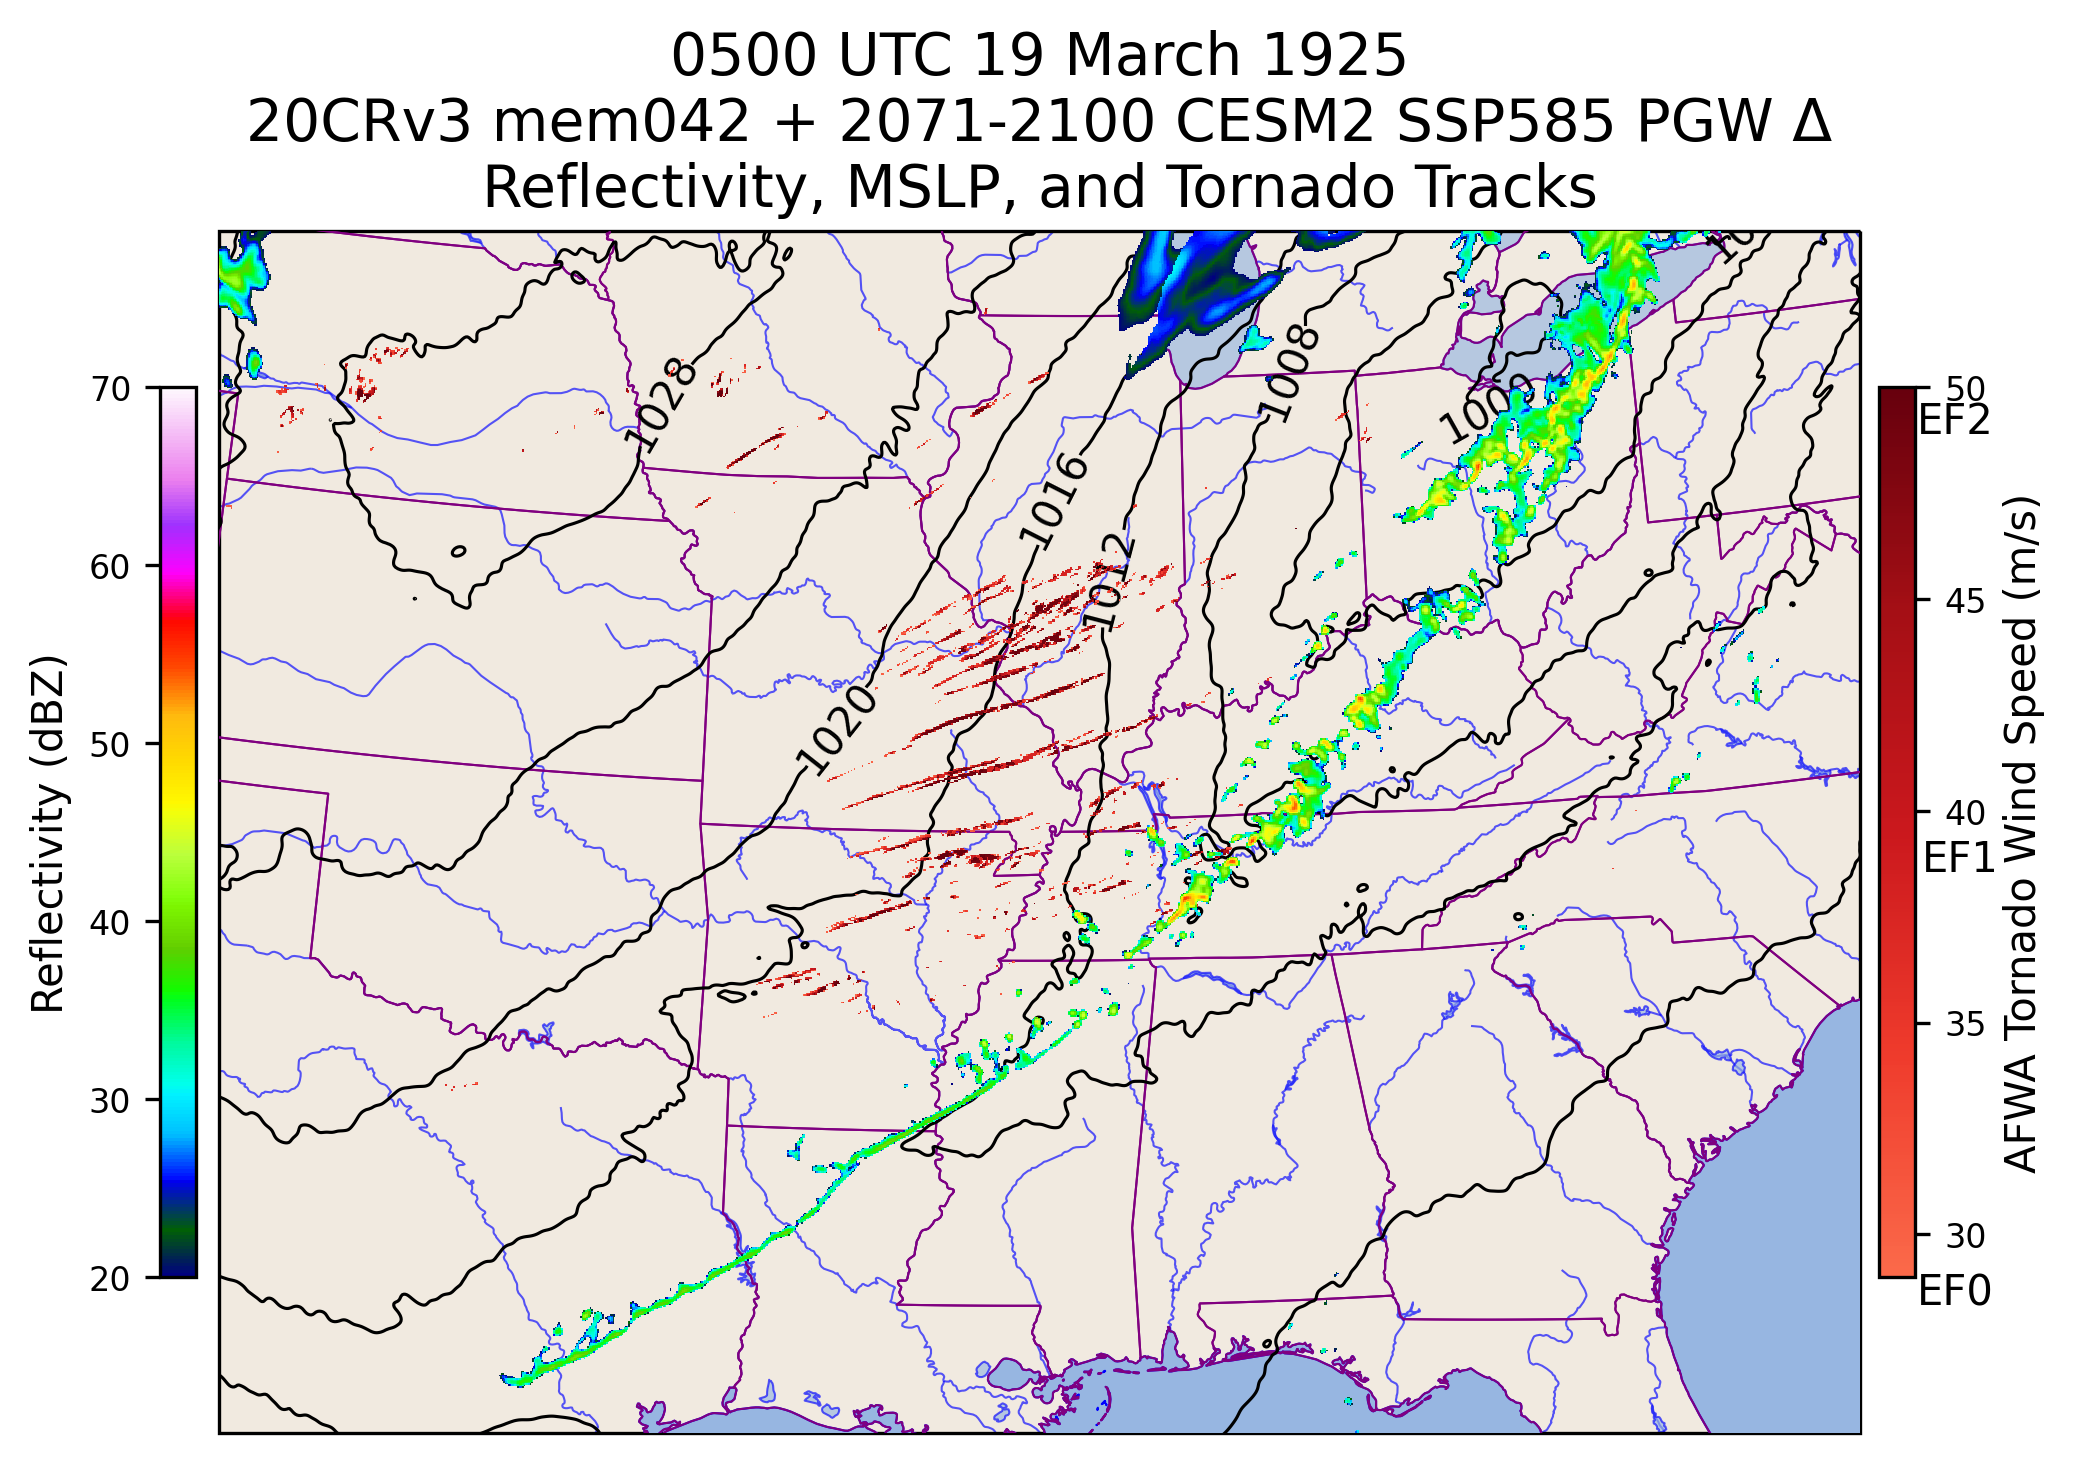 0500 UTC 19 March 1925
20CRv3 mem042 + 2071-2100 CESM2 SSP585 PGW Δ
Reflectivity, MSLP, and Tornado Tracks
Reflectivity (dBZ)
70
60
50
40
30
20
1028
1020
1016
1012
1008
50
EF2
45
40
EF1
35
30
EF0
AFWA Tornado Wind Speed (m/s)